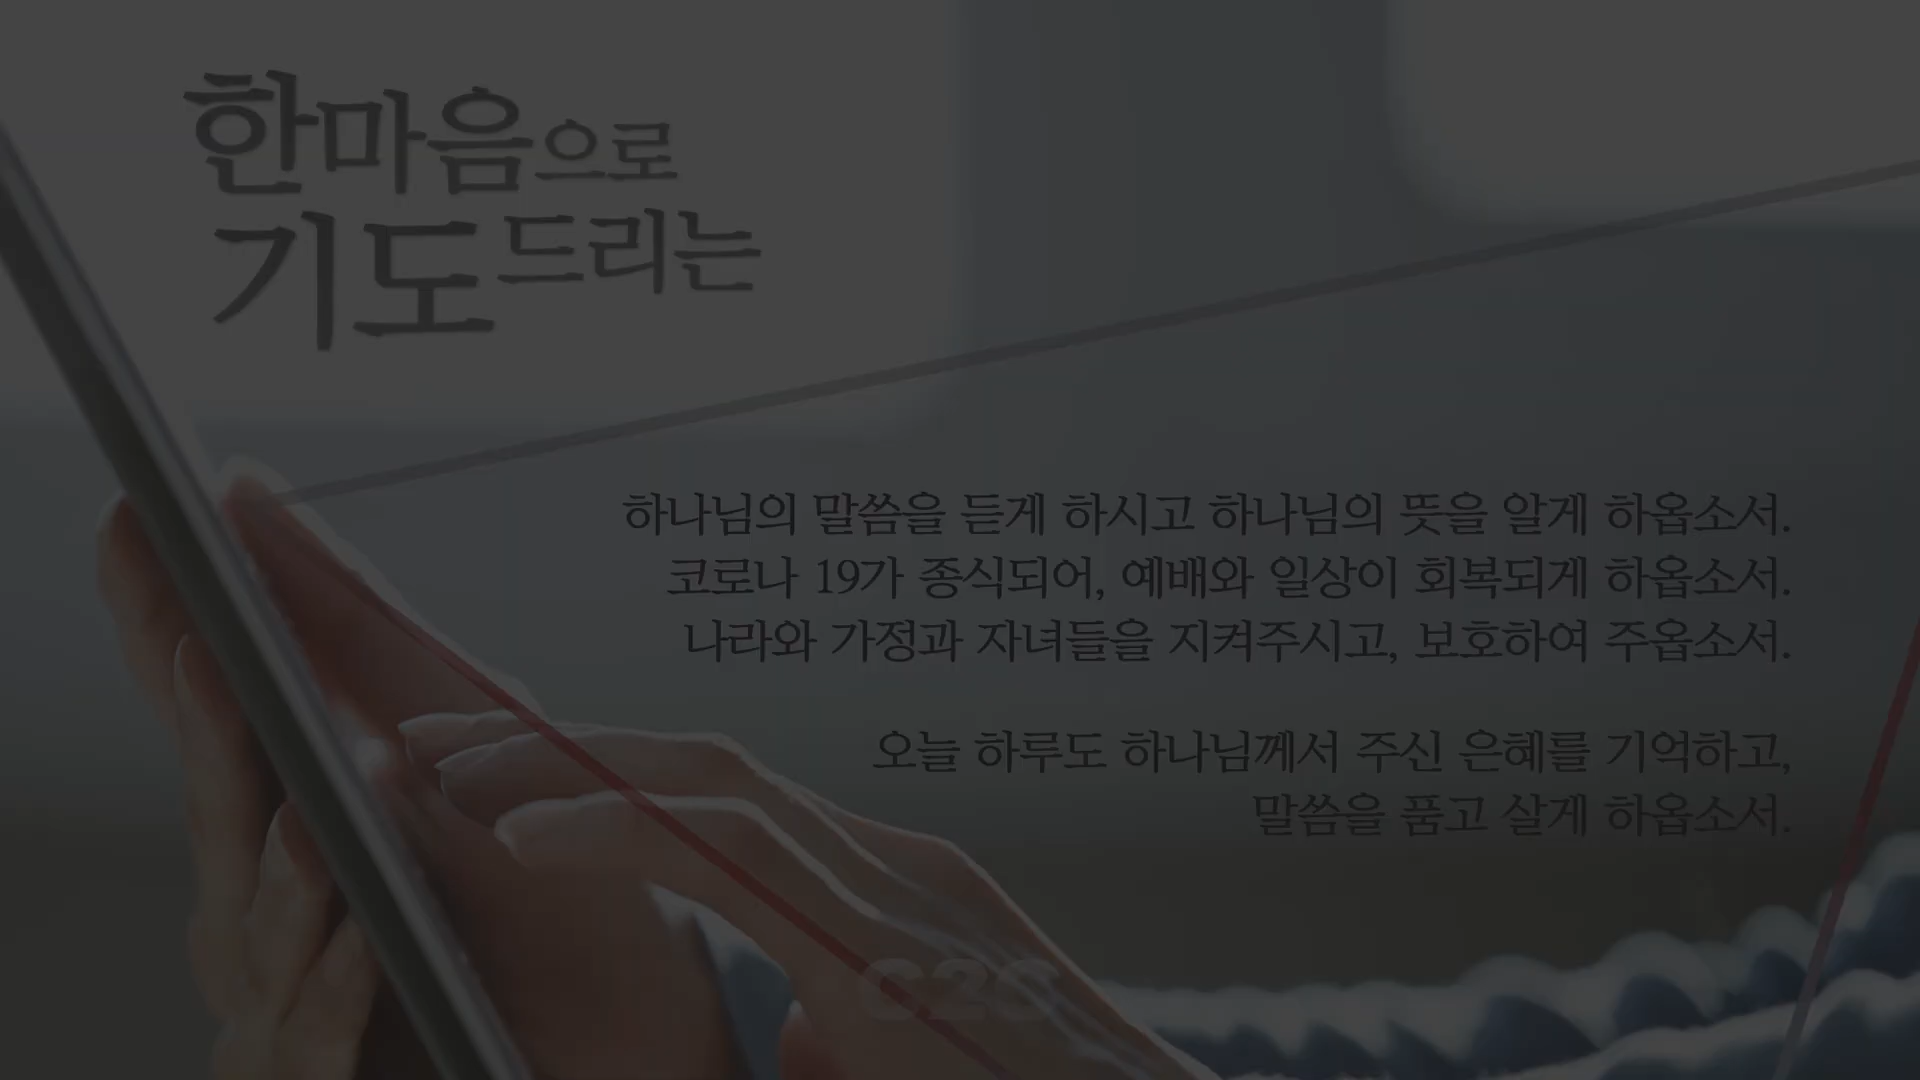 한마음으로
기도드리는
하나님의 말씀을 듣게 하시고 하나님의 뜻을 알게 하옵소서.
코로나 19가 종식되어, 예배와 일상이 회복되게 하옵소서.
나라와 가정과 자녀들을 지켜주시고, 보호하여 주옵소서.
오늘 하루도 하나님께서 주신 은혜를 기억하고,
말씀을 품고 살게 하옵소서.
C2C